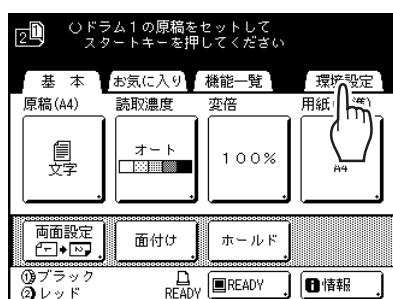 2 1 ドラム1の原稿をセットして
スタートキーを押してください
基 本 お気に入り 機能一覧 環境設定
原稿(A4) 読取濃度 変倍 用紙(
文字 オート 100% A4
両面設定 面付け ホールド
①ブラック READY READY 情報
②レッド